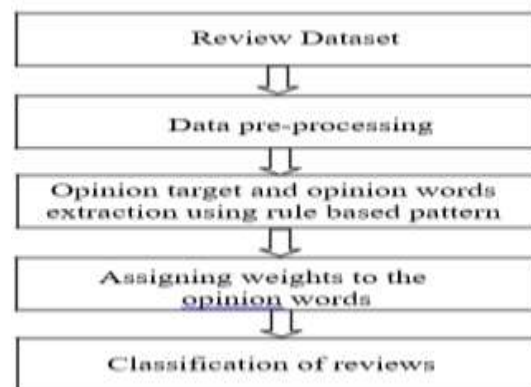 Review Dataset
Data pre-processing
Opinion target and opinion words
extraction using rule based pattern
Assigning weights to the
opinion words
Classification of reviews